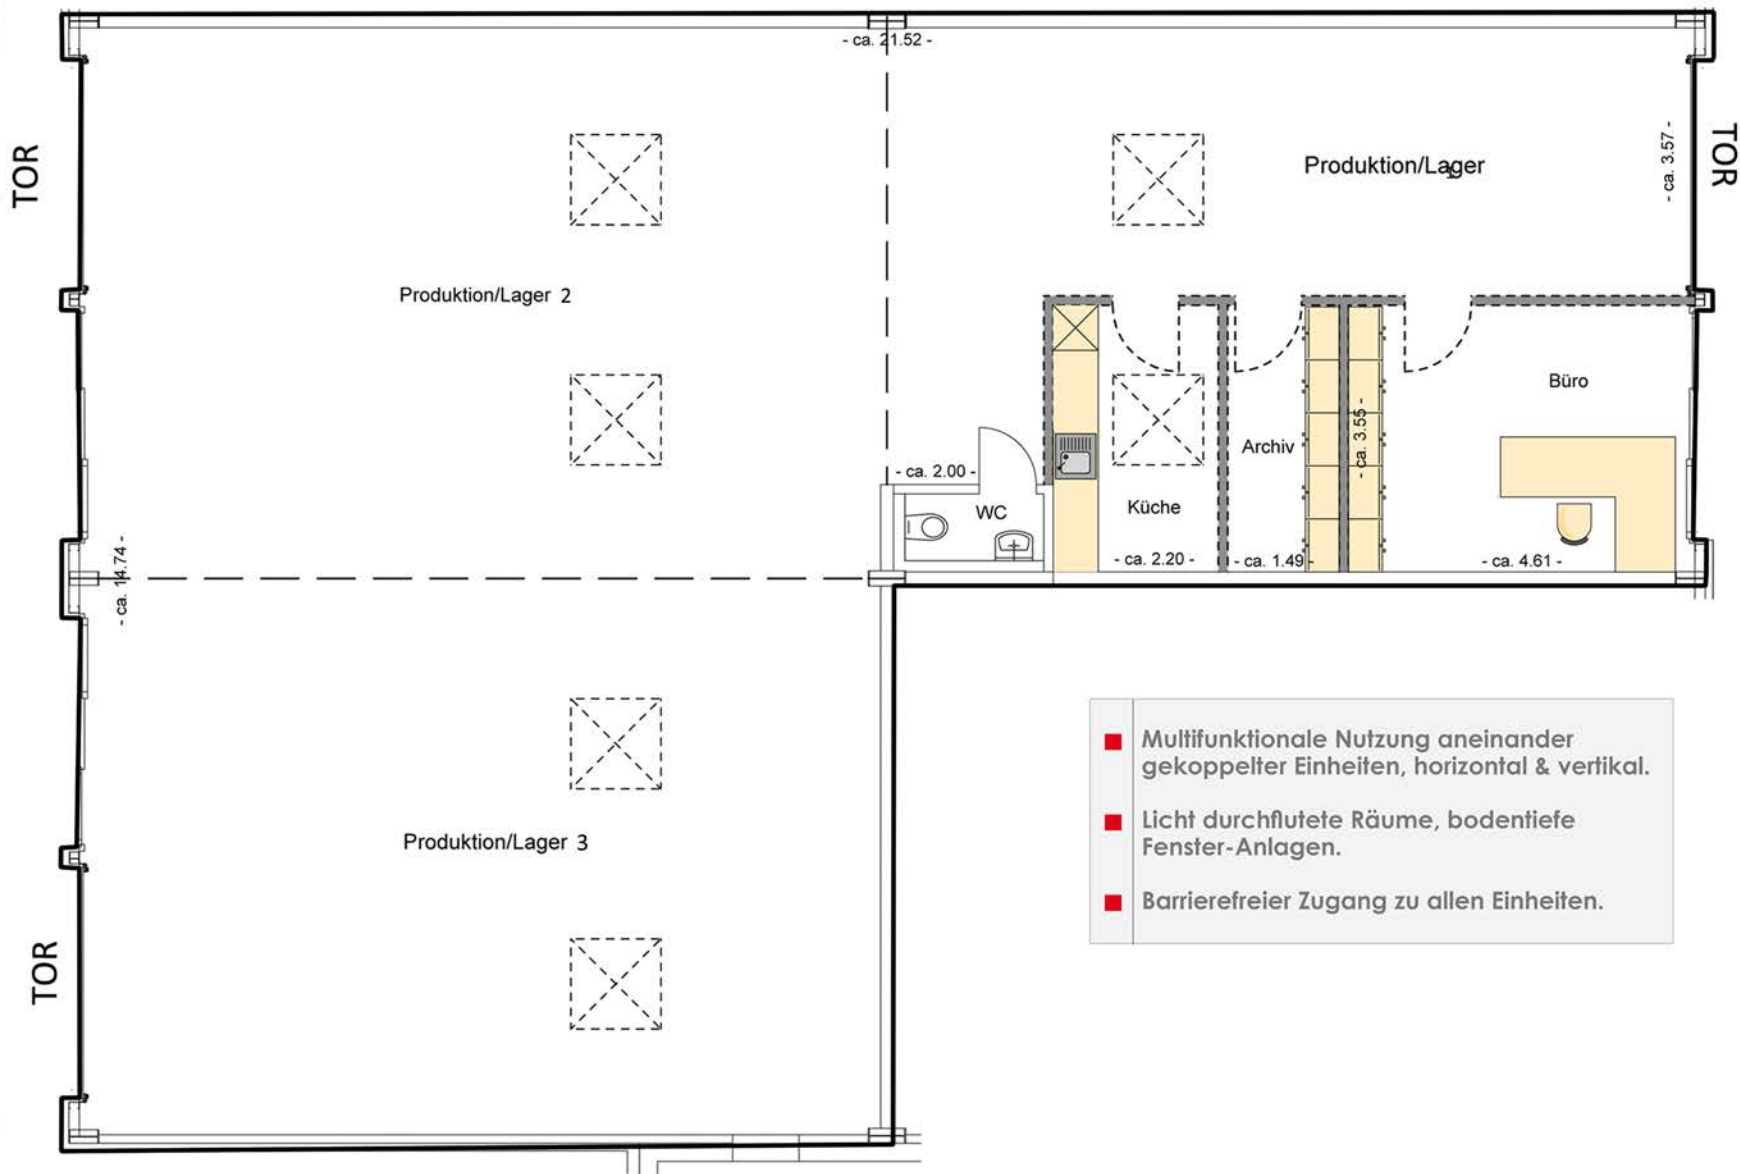 - ca. 21.52 -
TOR
TOR
- ca. 3.57 -
Produktion/Lager
1
Produktion/Lager 2
Büro
Archiv
- ca. 3.55 -
- ca. 2.00 -
WC
Küche
- ca. 2.20 -
- ca. 1.49 -
- ca. 4.61 -
- ca. 14.74 -
Multifunktionale Nutzung aneinander
gekoppelter Einheiten, horizontal & vertikal.
Licht durchflutete Räume, bodentiefe
Fenster-Anlagen.
Barrierefreier Zugang zu allen Einheiten.
Produktion/Lager 3
TOR